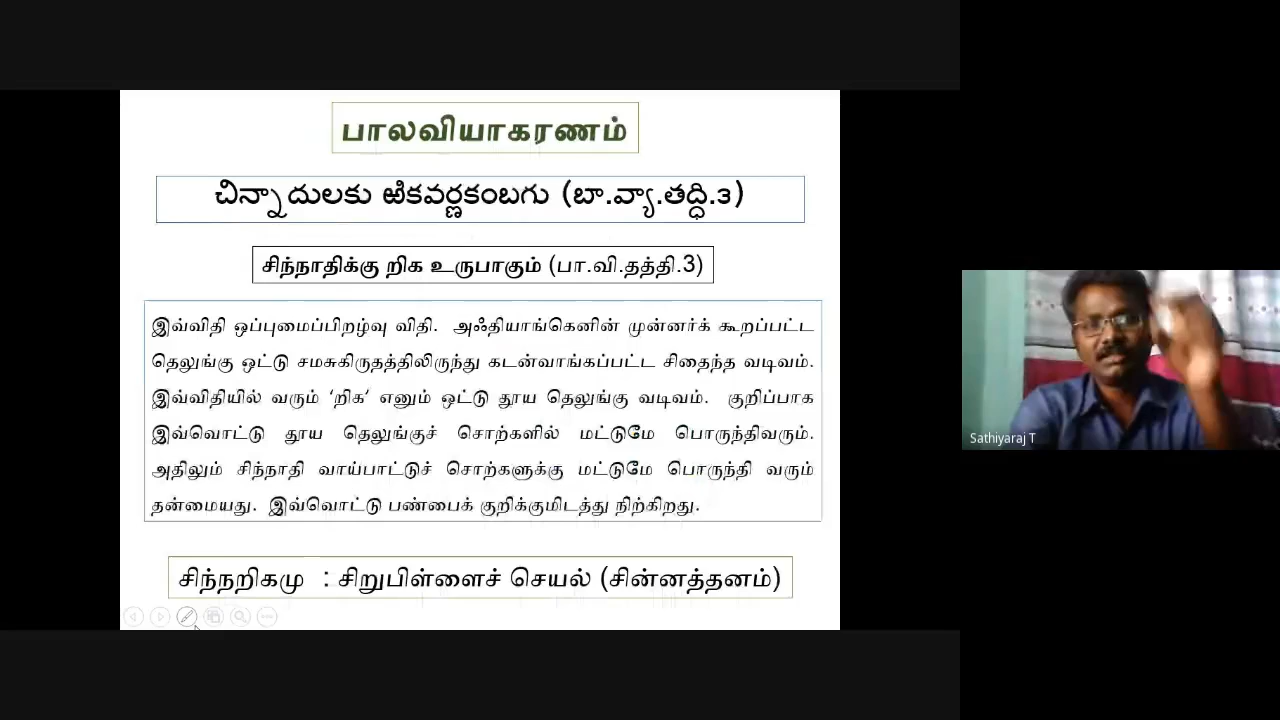 பாலவியாகரணம்
చిన్నాదులకు ఱికవర్ణకంబగు (బా.వ్యా.తద్ధి.౩)
சிந்நாதிக்கு றிக உருபாகும் (பா.வி.தத்தி.3)
இவ்விதி ஒப்புமைப்பிறழ்வு விதி. அஃதியாங்கெனின் முன்னர்க் கூறப்பட்ட
தெலுங்கு ஒட்டு சமசுகிருதத்திலிருந்து கடன்வாங்கப்பட்ட சிதைந்த வடிவம்.
இவ்விதியில் வரும் ‘றிக’ எனும் ஒட்டு தூய தெலுங்கு வடிவம். குறிப்பாக
இவ்வொட்டு தூய தெலுங்குச் சொற்களில் மட்டுமே பொருந்திவரும்.
அதிலும் சிந்நாதி வாய்பாட்டுச் சொற்களுக்கு மட்டுமே பொருந்தி வரும்
தன்மையது. இவ்வொட்டு பண்பைக் குறிக்குமிடத்து நிற்கிறது.
சிந்நறிகமு : சிறுபிள்ளைச் செயல் (சின்னத்தனம்)
Sathiyaraj T